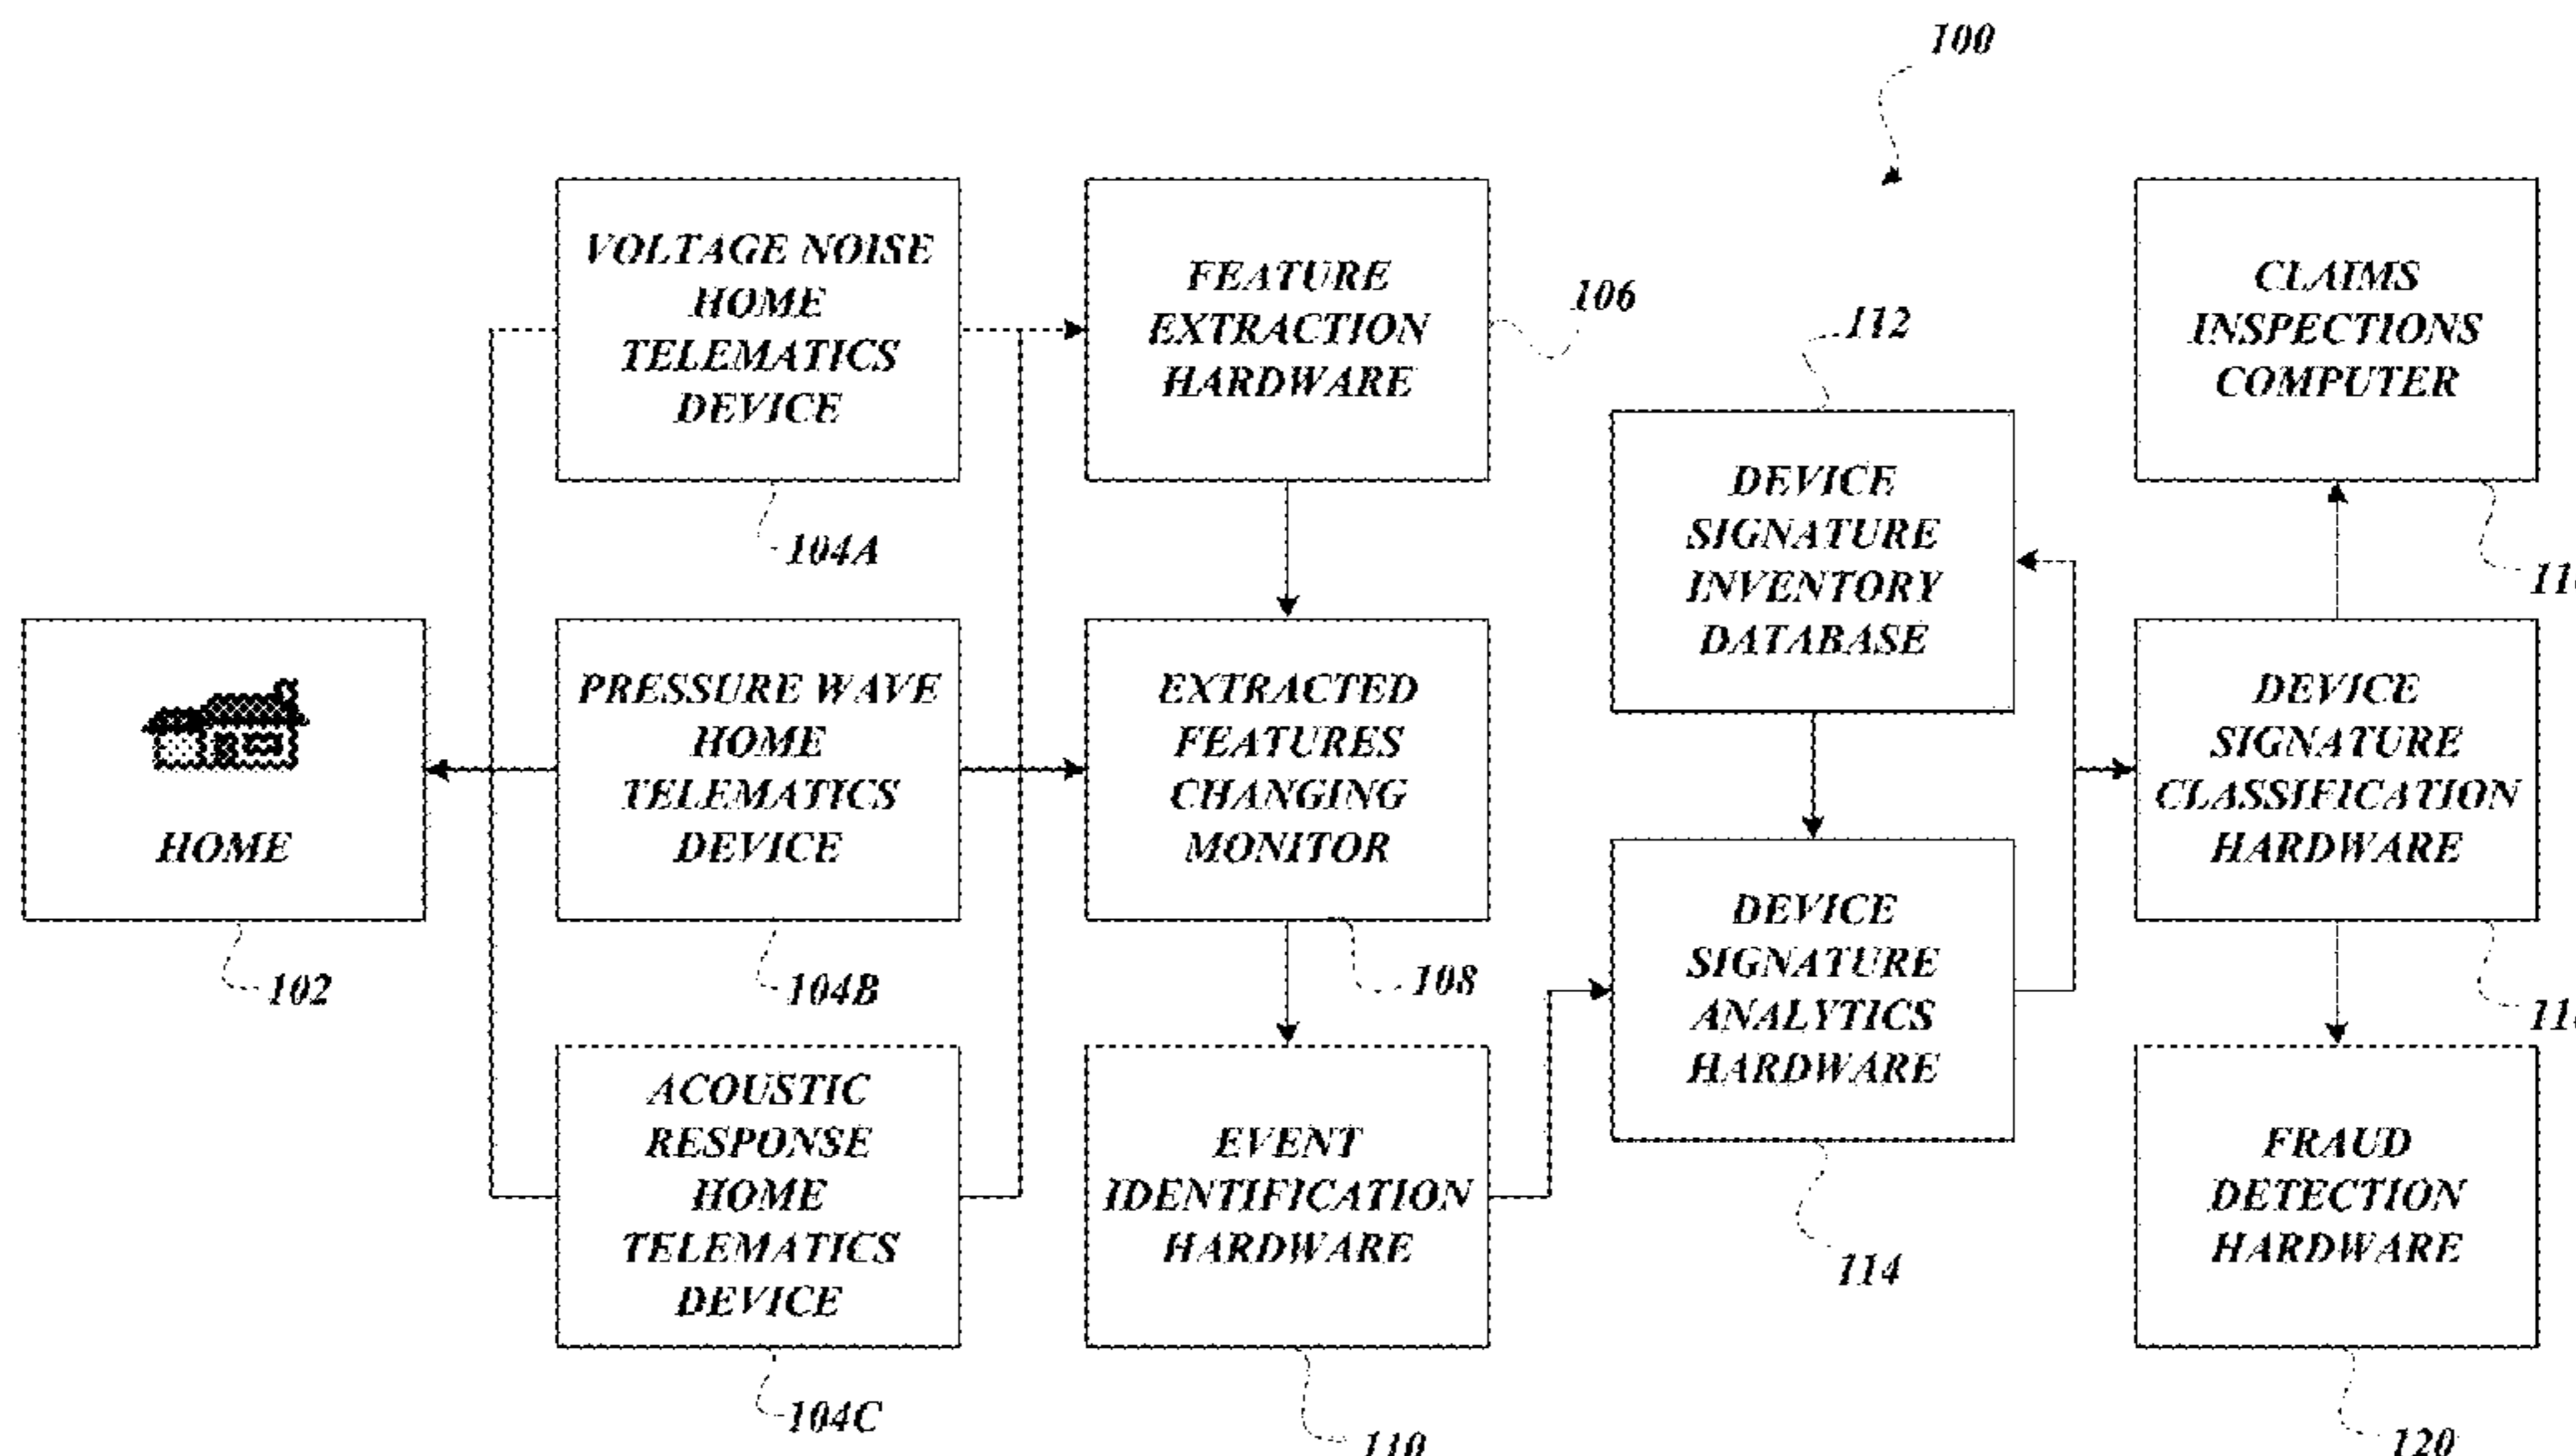 100
VOLTAGE NOISE
HOME
TELEMATICS
DEVICE
104A
FEATURE
EXTRACTION
HARDWARE
106
112
CLAIMS
INSPECTIONS
COMPUTER
DEVICE
SIGNATURE
INVENTORY
DATABASE
HOME
102
PRESSURE WAVE
HOME
TELEMATICS
DEVICE
104B
EXTRACTED
FEATURES
CHANGING
MONITOR
108
DEVICE
SIGNATURE
CLASSIFICATION
HARDWARE
DEVICE
SIGNATURE
ANALYTICS
HARDWARE
114
ACOUSTIC
RESPONSE
HOME
TELEMATICS
DEVICE
104C
EVENT
IDENTIFICATION
HARDWARE
110
FRAUD
DETECTION
HARDWARE
120